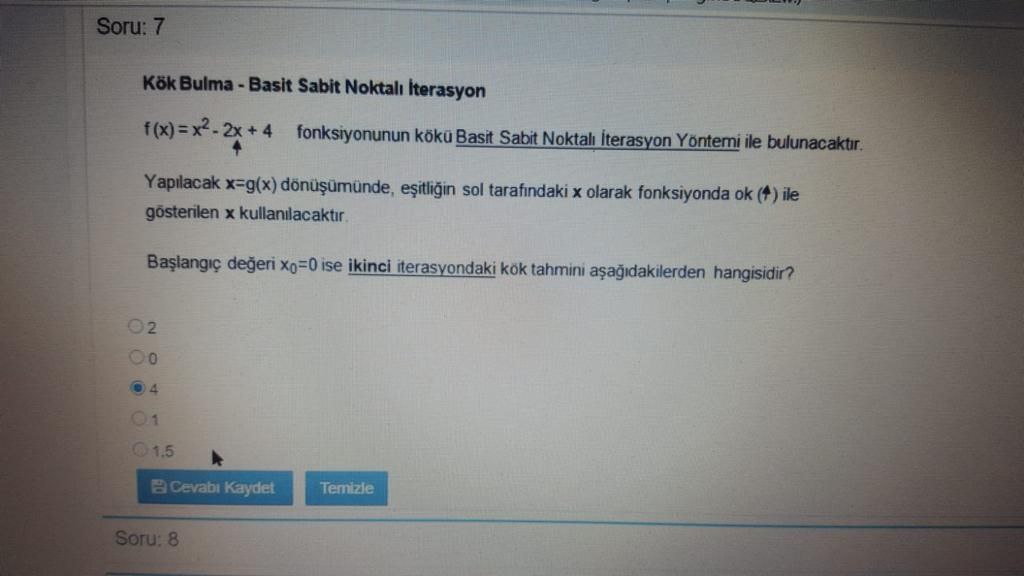 Soru: 7
Kök Bulma - Basit Sabit Noktalı İterasyon
f(x) = x² - 2x + 4 fonksiyonunun kökü Basit Sabit Noktalı İterasyon Yöntemi ile bulunacaktır.
Yapılacak x=g(x) dönüşümünde, eşitliğin sol tarafındaki x olarak fonksiyonda ok (↑) ile
gösterilen x kullanılacaktır.
Başlangıç değeri x₀=0 ise ikinci iterasyondaki kök tahmini aşağıdakilerden hangisidir?
2
0
4
1
1,5
Cevabı Kaydet Temizle
Soru: 8